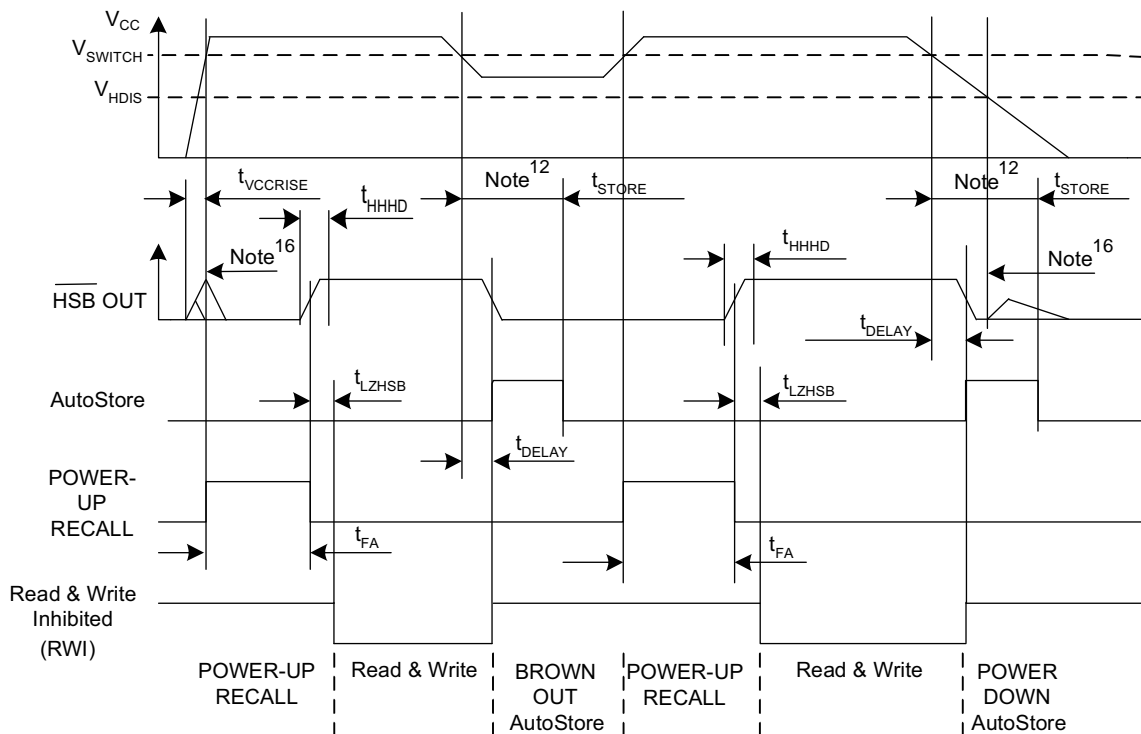 VCC
VSWITCH
VHDIS
tVCCRISE
Note12
tSTORE
Note12
tSTORE
tHHHD
Note16
tHHHD
Note16
HSB OUT
tDELAY
tLZHSB
tLZHSB
AutoStore
tDELAY
POWER-
UP
RECALL
tFA
tFA
Read & Write
Inhibited
(RWI)
POWER-UP
RECALL
Read & Write
BROWN
OUT
AutoStore
POWER-UP
RECALL
Read & Write
POWER
DOWN
AutoStore